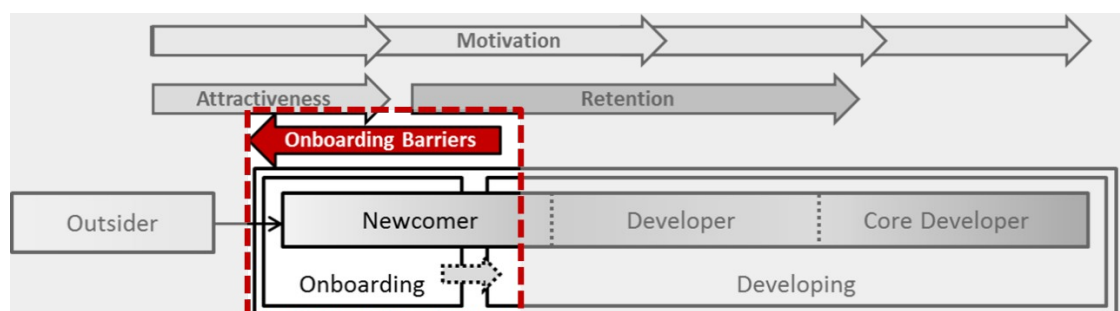 Motivation
Attractiveness
Retention
Onboarding Barriers
Outsider
Newcomer
Developer
Core Developer
Onboarding
Developing